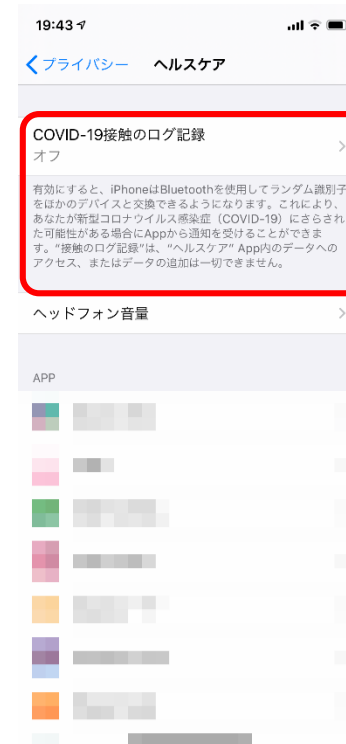 19:43
プライバシー ヘルスケア
COVID-19接触のログ記録
オフ
有効にすると、iPhoneはBluetoothを使用してランダム識別子
をほかのデバイスと交換できるようになります。これにより、
あなたが新型コロナウイルス感染症（COVID-19）にさらされ
た可能性がある場合にAppから通知を受けることができま
す。“接触のログ記録”は、“ヘルスケア” App内のデータへの
アクセス、またはデータの追加は一切できません。
ヘッドフォン音量
APP